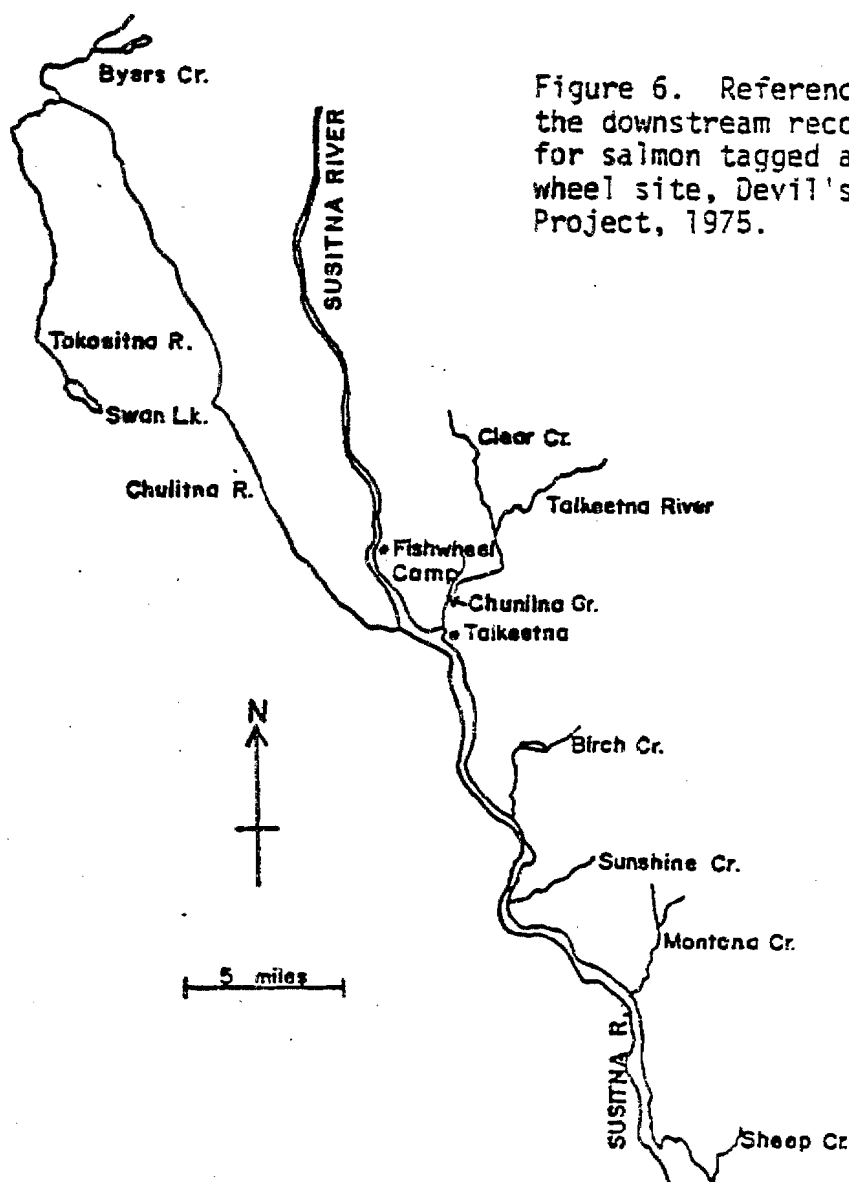 Byers Cr.
Figure 6. Referenc
the downstream reco
for salmon tagged a
wheel site, Devil's
Project, 1975.
SUSITNA RIVER
Tokositna R.
Swan Lk.
Chulitna R.
Clear Cr.
Talkeetna River
Fishwheel
Camp
Chunilna Cr.
Talkeetna
N
Birch Cr.
Sunshine Cr.
Montana Cr.
5 miles
SUSITNA R.
Sheep Cr.